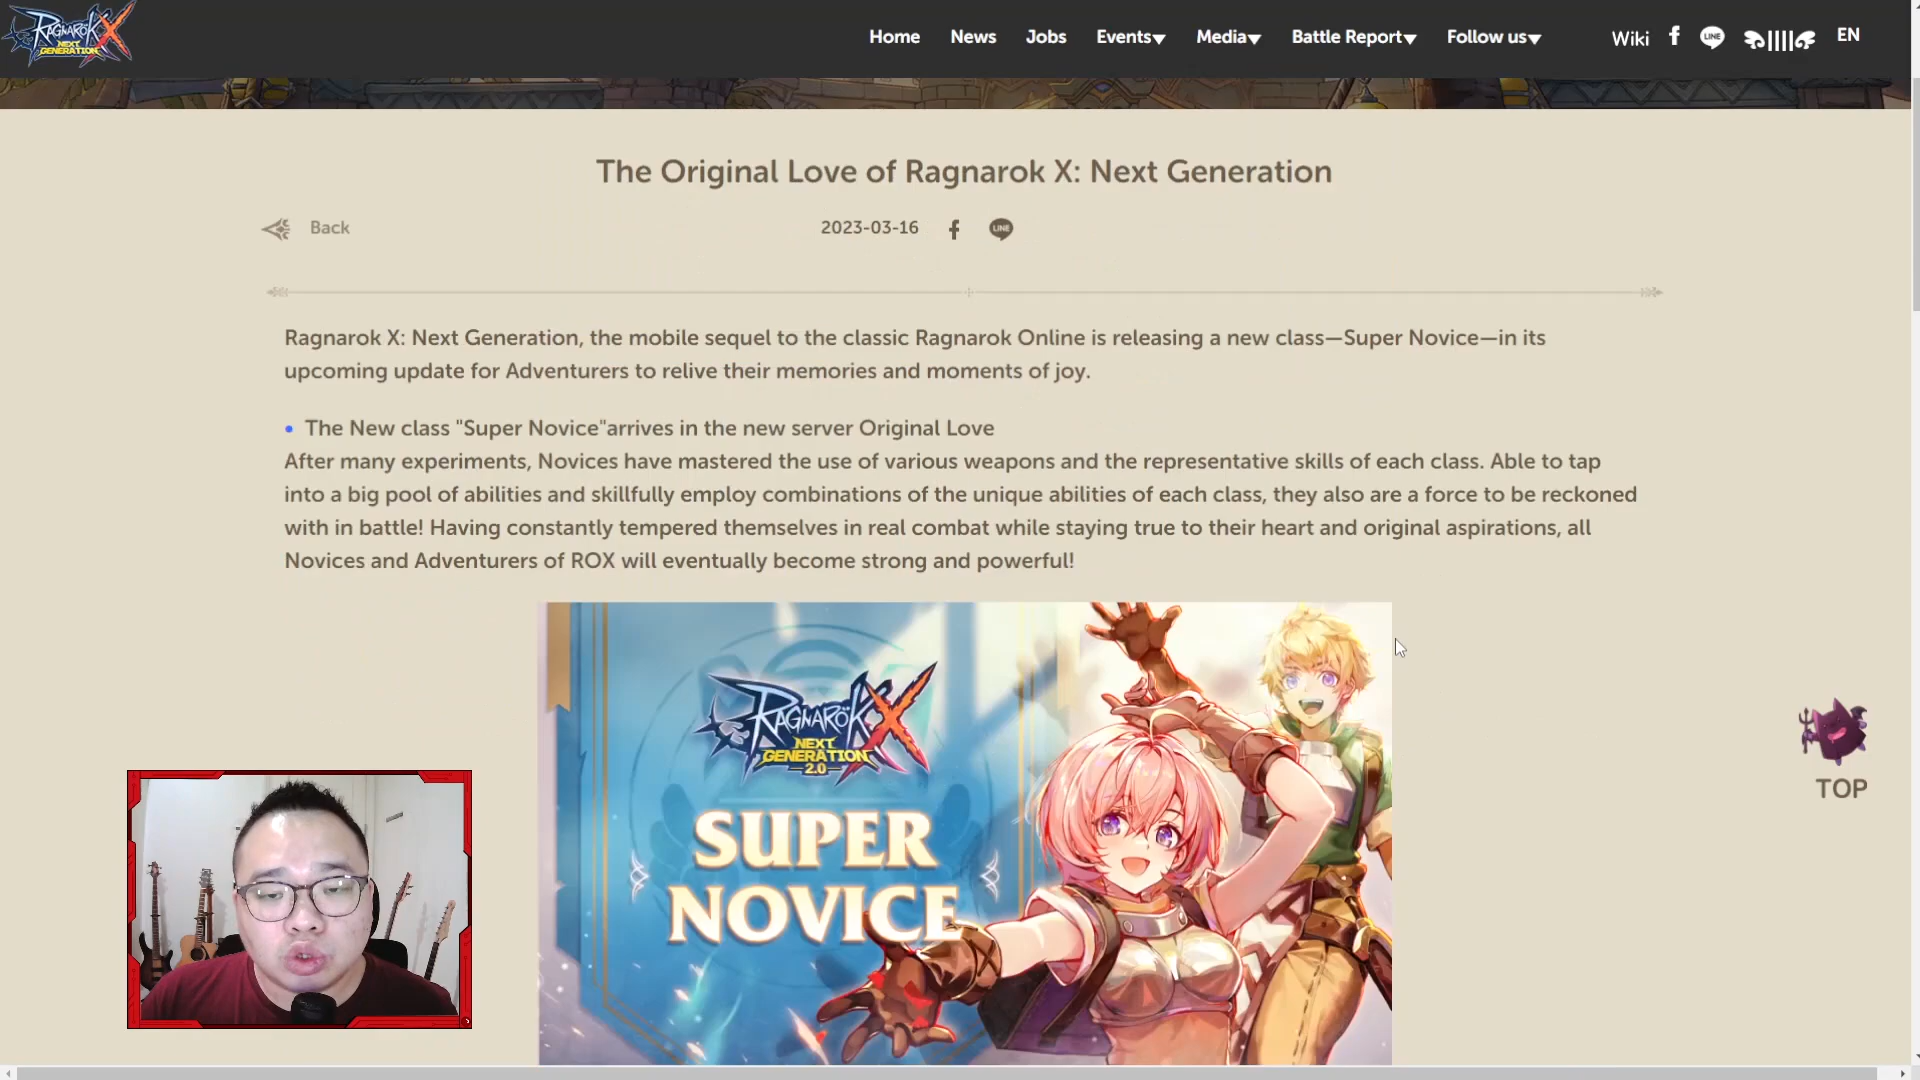 RAGNARÖK X
NEXT
GENERATION
Home
News
Jobs
Events
Media
Battle Report
Follow us
Wiki
LINE
EN
The Original Love of Ragnarok X: Next Generation
Back
2023-03-16
LINE
Ragnarok X: Next Generation, the mobile sequel to the classic Ragnarok Online is releasing a new class—Super Novice—in its
upcoming update for Adventurers to relive their memories and moments of joy.
The New class "Super Novice"arrives in the new server Original Love
After many experiments, Novices have mastered the use of various weapons and the representative skills of each class. Able to tap
into a big pool of abilities and skillfully employ combinations of the unique abilities of each class, they also are a force to be reckoned
with in battle! Having constantly tempered themselves in real combat while staying true to their heart and original aspirations, all
Novices and Adventurers of ROX will eventually become strong and powerful!
RAGNARÖK X
NEXT
GENERATION
2.0
SUPER
NOVICE
TOP